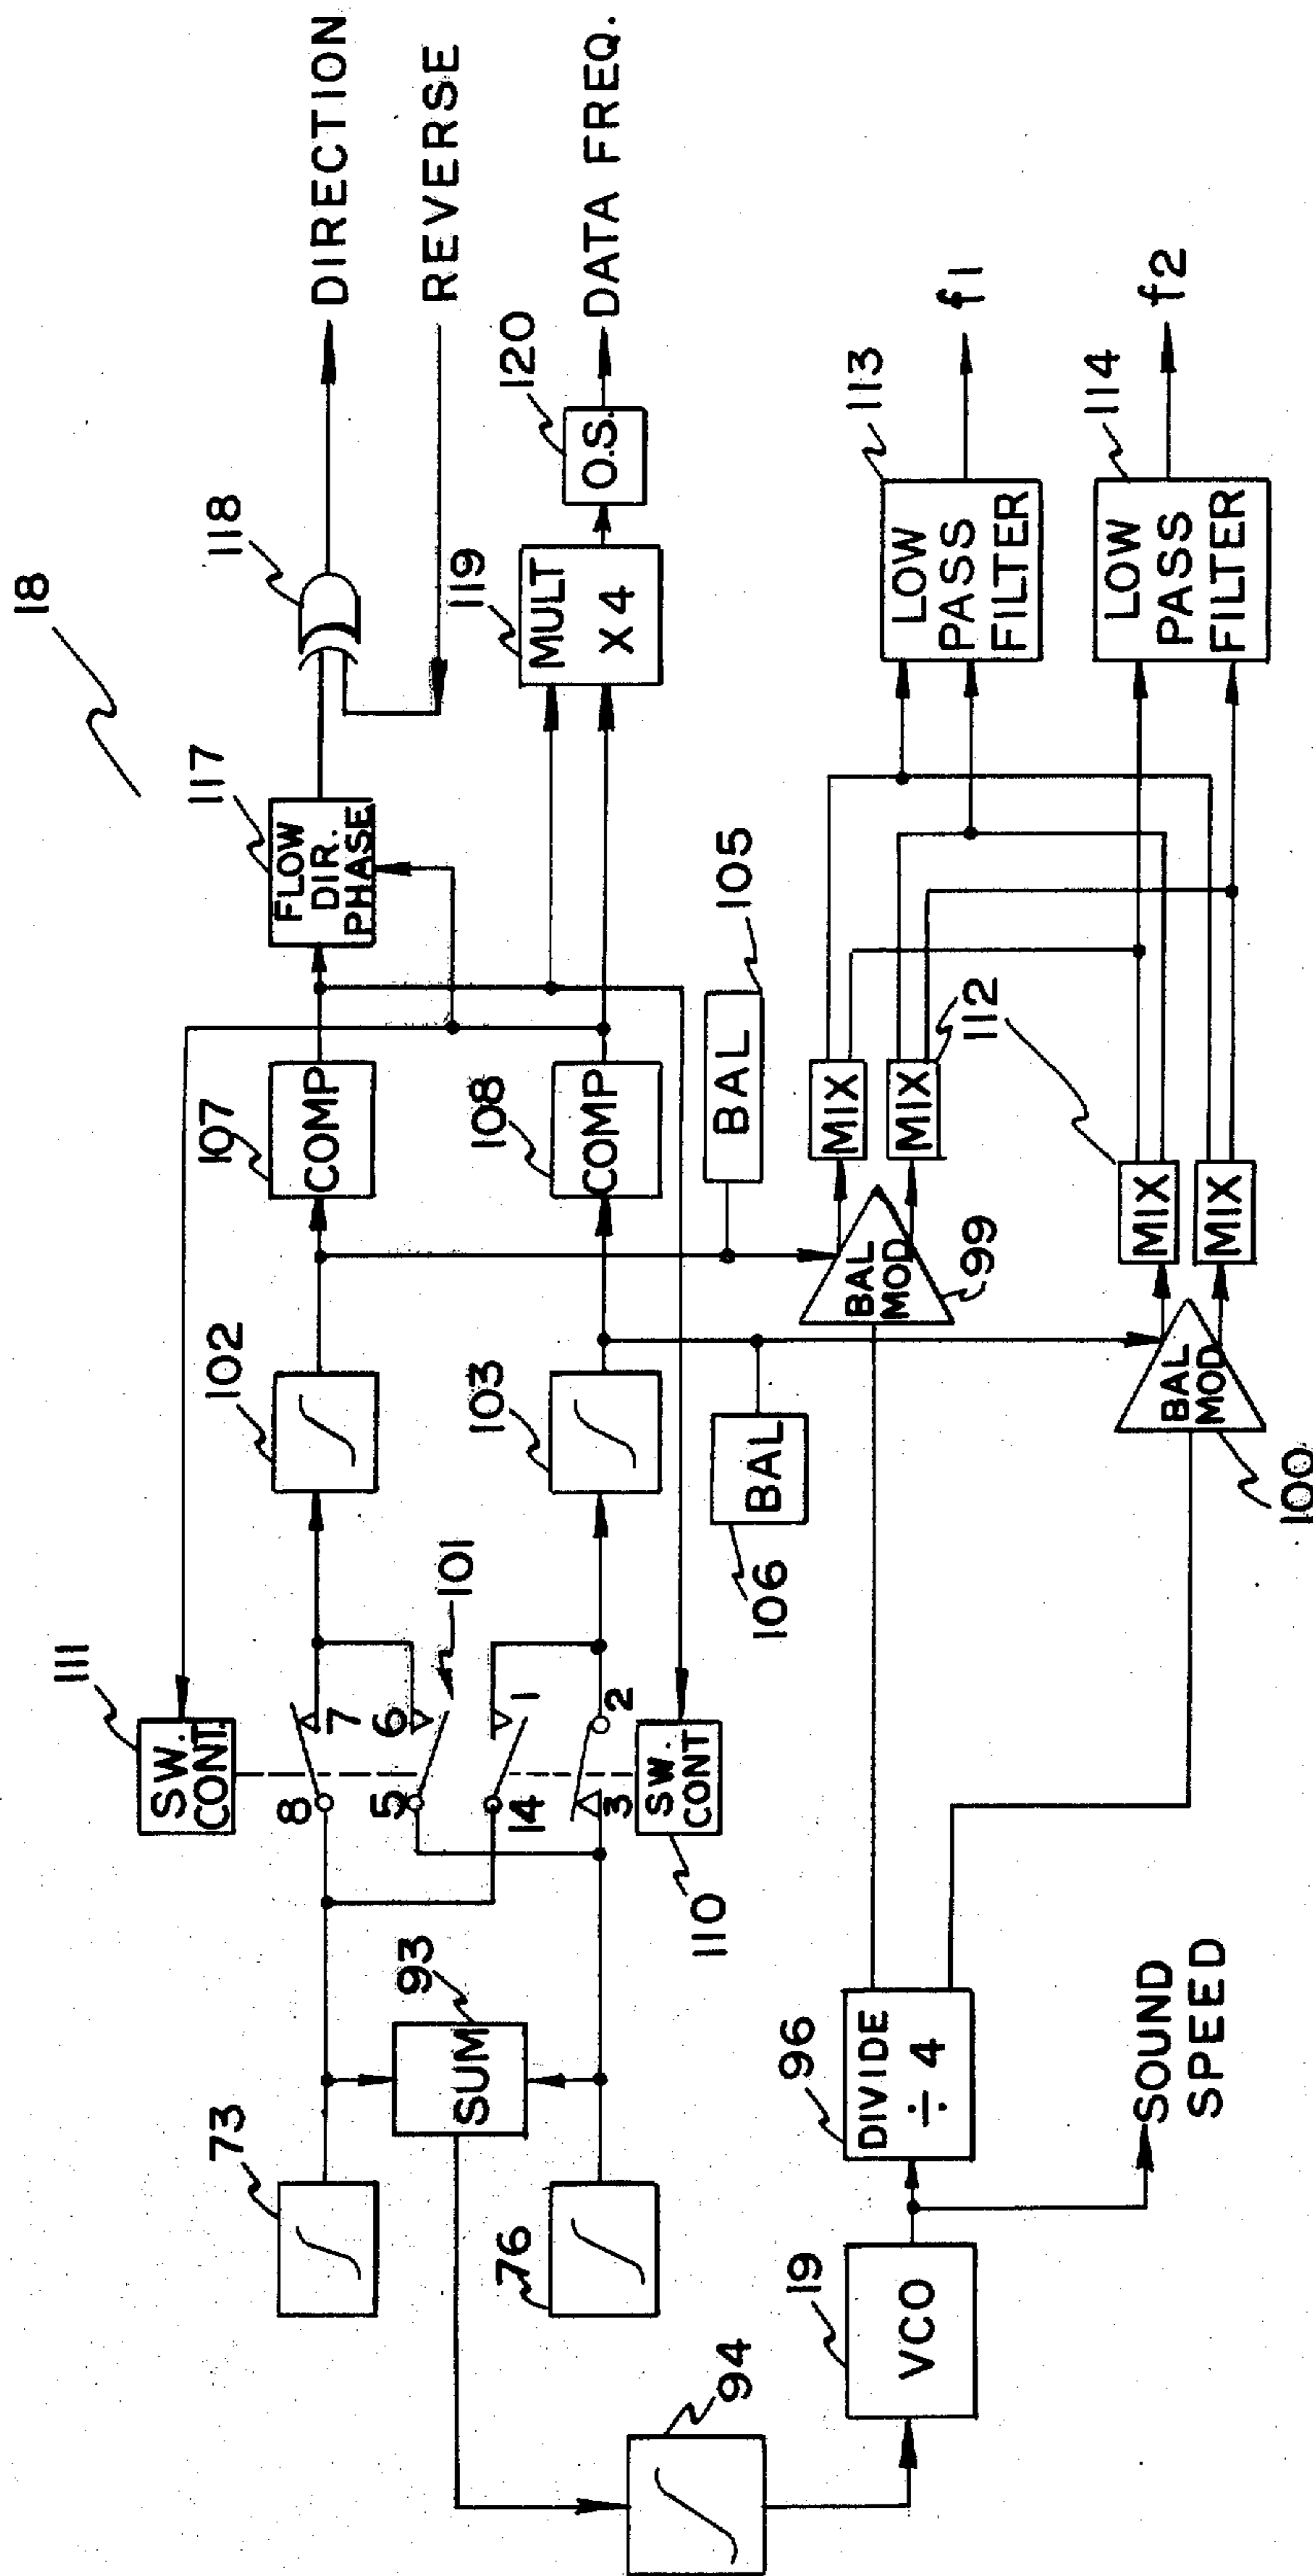 18
DIRECTION
REVERSE
118
117
FLOW
DIR.
PHASE
107
COMP
102
111
SW.
CONT.
8
7
6
5
101
14
1
3
2
SW.
CONT
110
73
SUM
93
76
103
108
COMP
119
MULT
X 4
120
O.S.
DATA FREQ.
105
BAL
106
BAL
94
19
VCO
96
DIVIDE
÷ 4
SOUND
SPEED
BAL
MOD
99
BAL
MOD
100
MIX
MIX
112
MIX
MIX
113
LOW
PASS
FILTER
f1
114
LOW
PASS
FILTER
f2